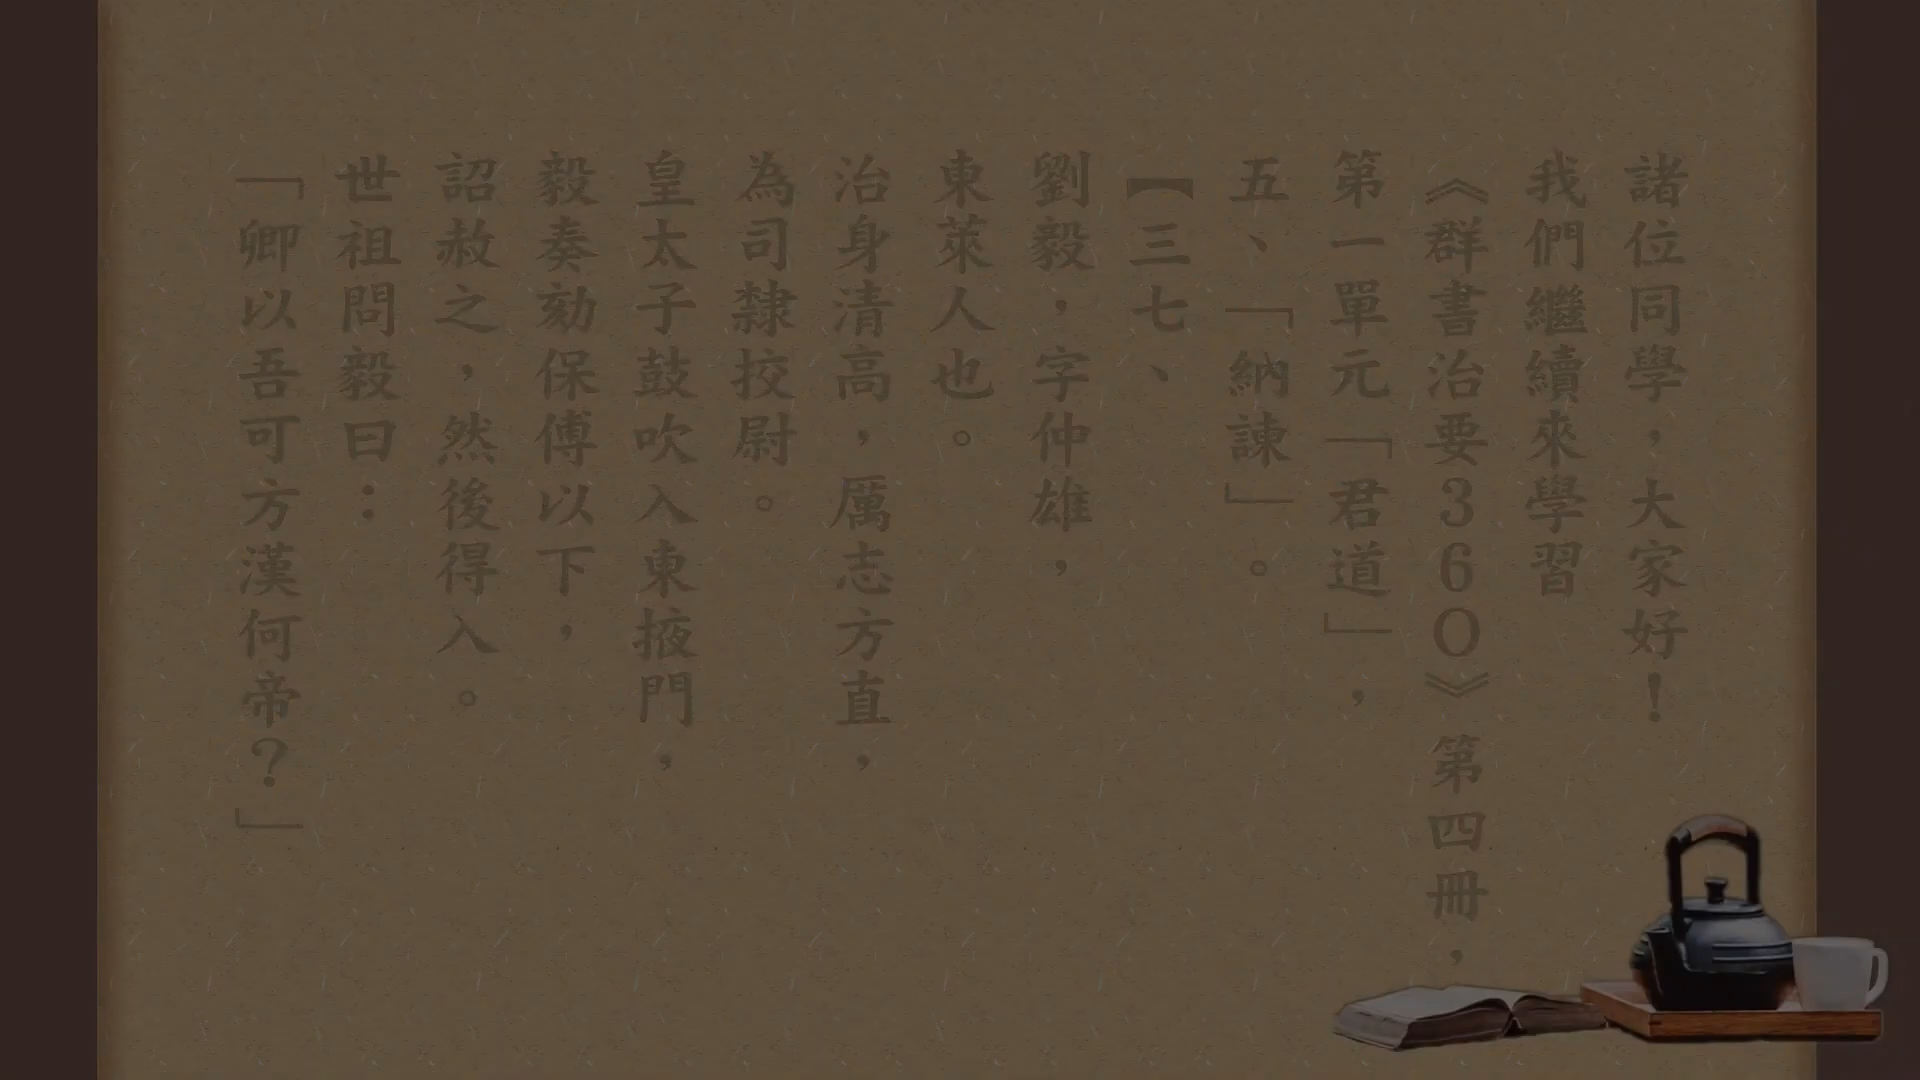 諸位同學，大家好！
我們繼續來學習
《群書治要360》第四冊，
第一單元「君道」，
五、「納諫」。
【三七、
劉毅，字仲雄，
東萊人也。
治身清高，厲志方直，
為司隸挍尉。
皇太子鼓吹入東掖門，
毅奏劾保傅以下，
詔赦之，然後得入。
世祖問毅曰：
「卿以吾可方漢何帝？」